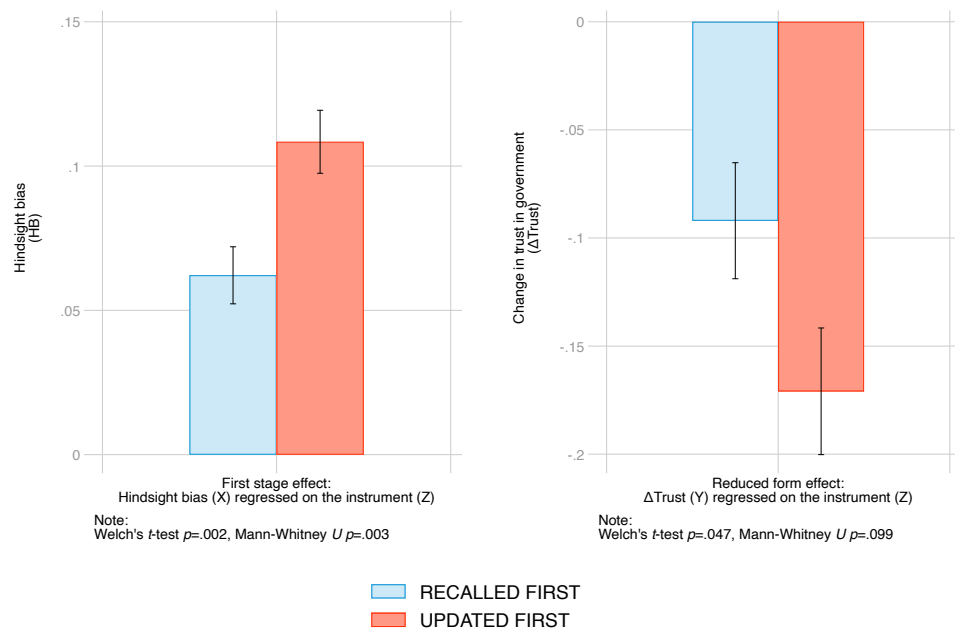 .15
.1
.05
0
Hindsight bias
(HB)
First stage effect:
Hindsight bias (X) regressed on the instrument (Z)
Note:
Welch's t-test p=.002, Mann-Whitney U p=.003
0
-.05
-.1
-.15
-.2
Change in trust in government
(ΔTrust)
Reduced form effect:
ΔTrust (Y) regressed on the instrument (Z)
Note:
Welch's t-test p=.047, Mann-Whitney U p=.099
RECALLED FIRST
UPDATED FIRST